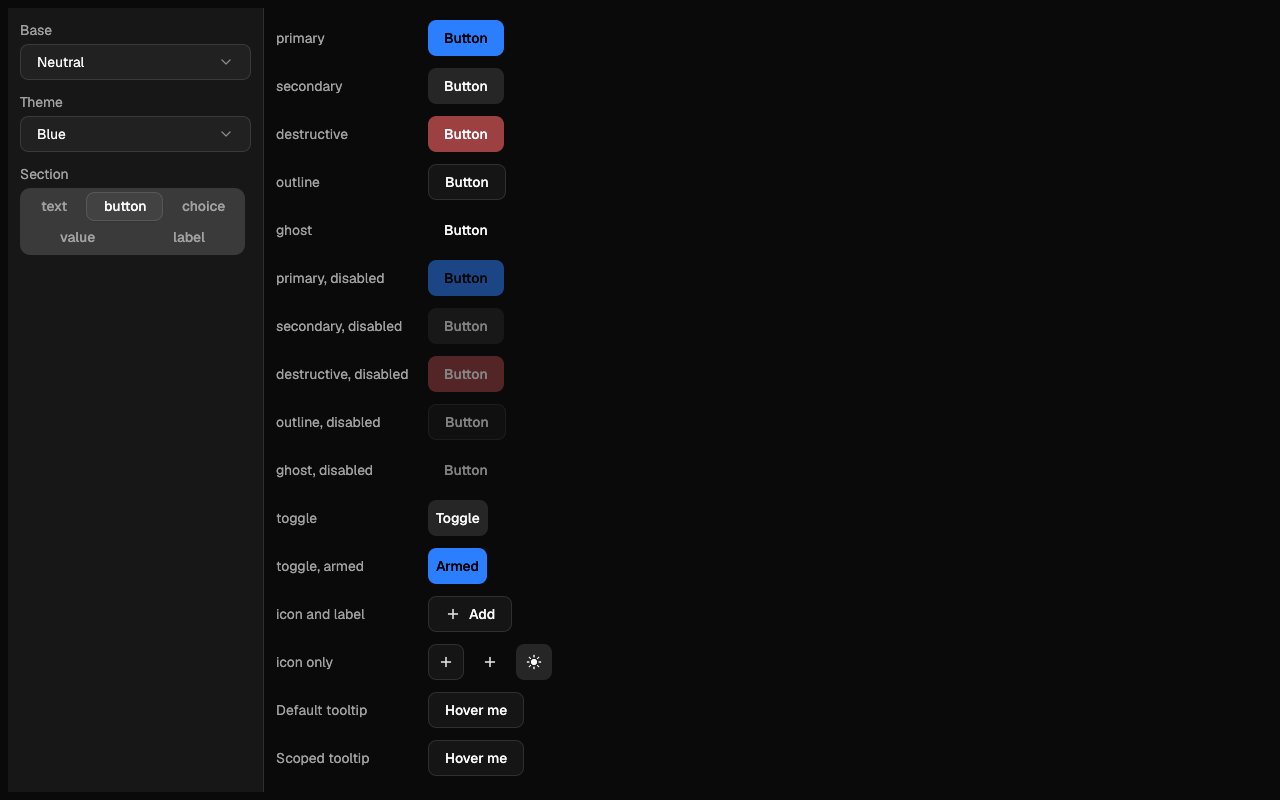 Base
Neutral
Theme
Blue
Section
text button choice
value label
primary Button
secondary Button
destructive Button
outline Button
ghost Button
primary, disabled Button
secondary, disabled Button
destructive, disabled Button
outline, disabled Button
ghost, disabled Button
toggle Toggle
toggle, armed Armed
icon and label Add
icon only
Default tooltip Hover me
Scoped tooltip Hover me